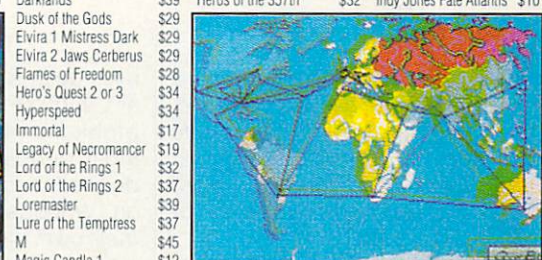 Darklands $39
Heros of the 357th $32
Indy Jones Fate Atlantis $10
Dusk of the Gods $29
Elvira 1 Mistress Dark $29
Elvira 2 Jaws Cerberus $29
Flames of Freedom $28
Hero's Quest 2 or 3 $34
Hyperspeed $34
Immortal $17
Legacy of Necromancer $19
Lord of the Rings 1 $32
Lord of the Rings 2 $37
Loremaster $39
Lure of the Temptress $37
M $45
Magic Candle 1 $12